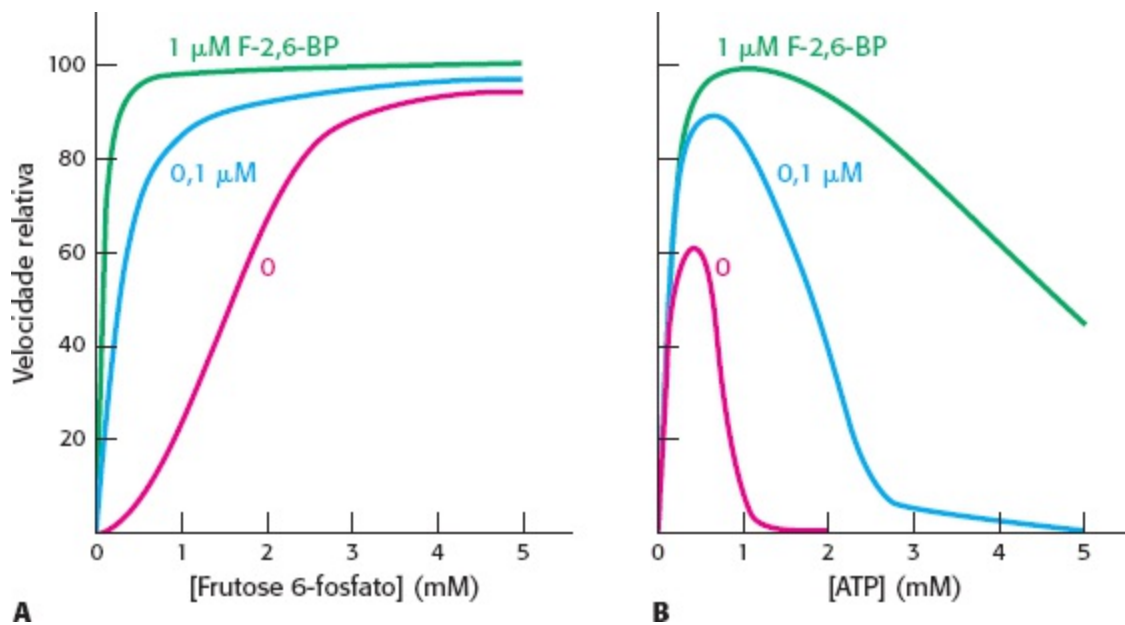 1 μM F-2,6-BP
0,1 μM
0
100
80
60
40
20
Velocidade relativa
0 1 2 3 4 5
[Frutose 6-fosfato] (mM)
A
1 μM F-2,6-BP
0,1 μM
0
0 1 2 3 4 5
[ATP] (mM)
B